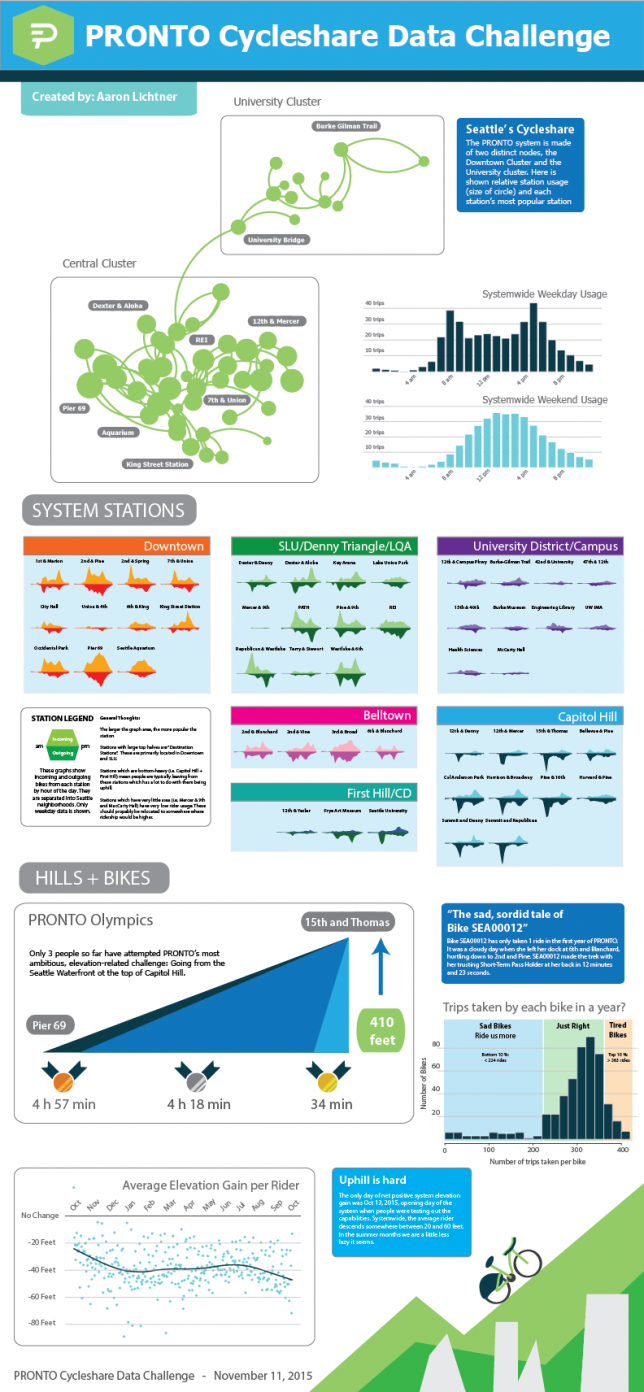 PRONTO Cycleshare Data Challenge
Created by: Aaron Lichtner
University Cluster
Burke Gilman Trail
University Bridge
Seattle's Cycleshare
The PRONTO system is made
of two distinct nodes, the
Downtown Cluster and the
University cluster. Here is
shown relative station usage
(size of circle) and each
station's most popular station
Central Cluster
Dexter & Aloha
12th & Mercer
REI
7th & Union
Pier 69
Aquarium
King Street Station
Systemwide Weekday Usage
40 trips
30 trips
20 trips
10 trips
4 am
8 am
12 pm
4 pm
8 pm
Systemwide Weekend Usage
40 trips
30 trips
20 trips
10 trips
4 am
8 am
12 pm
4 pm
8 pm
SYSTEM STATIONS
Downtown
1st & Marion 2nd & Pine 2nd & Spring 7th & Union
City Hall Union & 4th 6th & King King Street Station
Occidental Park Pier 69 Seattle Aquarium
SLU/Denny Triangle/LQA
Dexter & Denny Dexter & Aloha Key Arena Lake Union Park
Mercer & 9th PATH Pine & 9th REI
Republican & Westlake Terry & Stewart Westlake & 6th
University District/Campus
12th & Campus Pkwy Burke-Gilman Trail 42nd & University 47th & 12th
15th & 40th Burke Museum Engineering Library UW IMA
Health Sciences McCarty Hall
STATION LEGEND
Incoming
am pm
Outgoing
These graphs show
incoming and outgoing
bikes from each station
by hour of the day. They
are separated into Seattle
neighborhoods. Only
weekday data is shown.
General Thoughts:
The larger the graph area, the more popular the
station
Stations with large top halves are "Destination
Stations". These are primarily located in Downtown
and SLU.
Stations which are bottom-heavy (i.e. Capitol Hill +
First Hill) mean people are typically leaving from
these stations which has a lot to do with them being
uphill.
Stations which have very little area (i.e. Mercer & 9th
and MacCarty Hall) have very low rider usage. These
should probably be relocated to somewhere where
ridership would be higher.
Belltown
2nd & Blanchard 2nd & Vine 3rd & Broad 6th & Blanchard
First Hill/CD
12th & Yesler Frye Art Museum Seattle University
Capitol Hill
12th & Denny 12th & Mercer 15th & Thomas Bellevue & Pine
Cal Anderson Park Harrison & Broadway Pine & 16th Harvard & Pine
Summit and Denny Summit and Republican
HILLS + BIKES
PRONTO Olympics
15th and Thomas
Only 3 people so far have attempted PRONTO's most
ambitious, elevation-related challenge: Going from the
Seattle Waterfront ot the top of Capitol Hill.
Pier 69
410
feet
4 h 57 min
4 h 18 min
34 min
"The sad, sordid tale of
Bike SEA00012"
Bike SEA00012 has only taken 1 ride in the first year of PRONTO.
It was a cloudy day when she left her dock at 6th and Blanchard,
hurtling down to 2nd and Pine. SEA00012 made the trek with
her trusting Short-Term Pass Holder at her back in 12 minutes
and 23 seconds.
Trips taken by each bike in a year?
Sad Bikes
Ride us more
Bottom 10 %
< 224 rides
Just Right
Tired
Bikes
Top 10 %
Number of Bikes
80
60
40
20
0
100
200
300
400
Number of trips taken per bike
Average Elevation Gain per Rider
Oct
Nov
Dec
Jan
Feb
Mar
Apr
May
Jun
Jul
Aug
Sep
Oct
No Change
-20 Feet
-40 Feet
-60 Feet
-80 Feet
Uphill is hard
The only day of net positive system elevation
gain was Oct 13, 2015, opening day of the
system when people were testing out the
capabilities. Systemwide, the average rider
descends somewhere between 20 and 60 feet.
In the summer months we are a little less
lazy it seems.
PRONTO Cycleshare Data Challenge - November 11, 2015